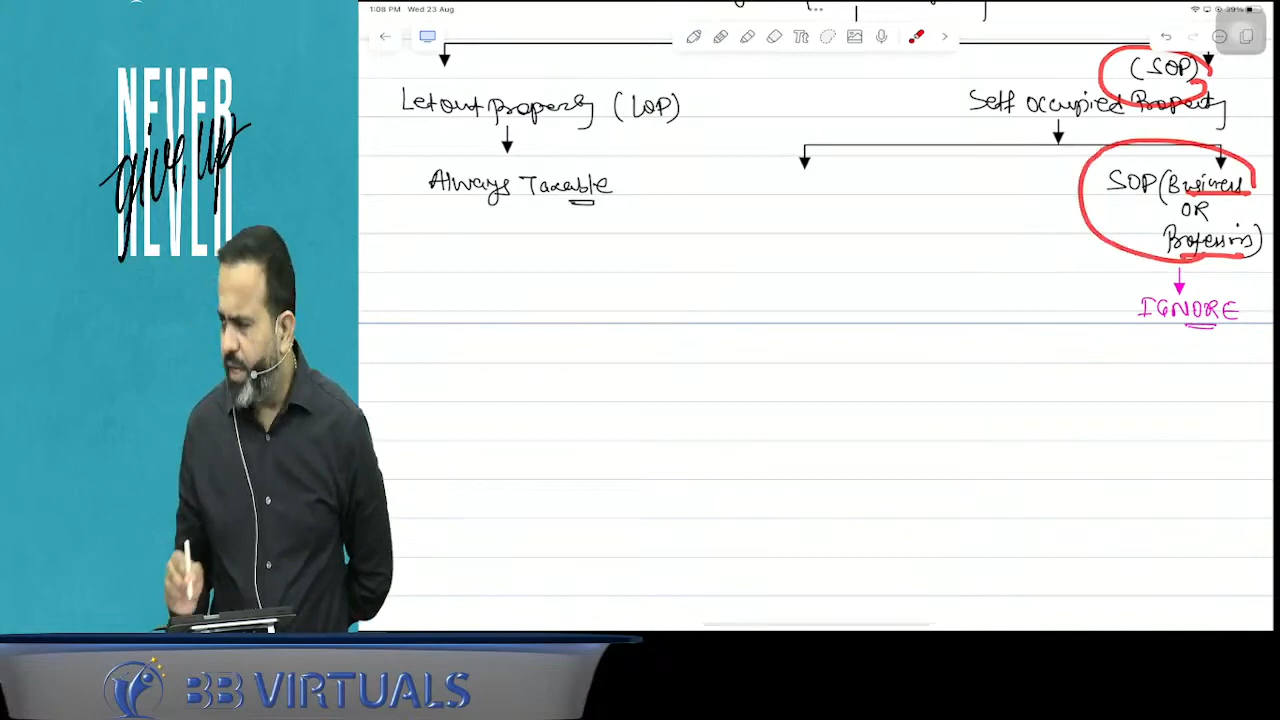 1:08 PM Wed 23 Aug
39%
NEVER
give up
NEVER
(SOP)
Let out Property (LOP)
Self Occupied Property
Always Taxable
SOP (Business
OR
Profession)
IGNORE
BB VIRTUALS